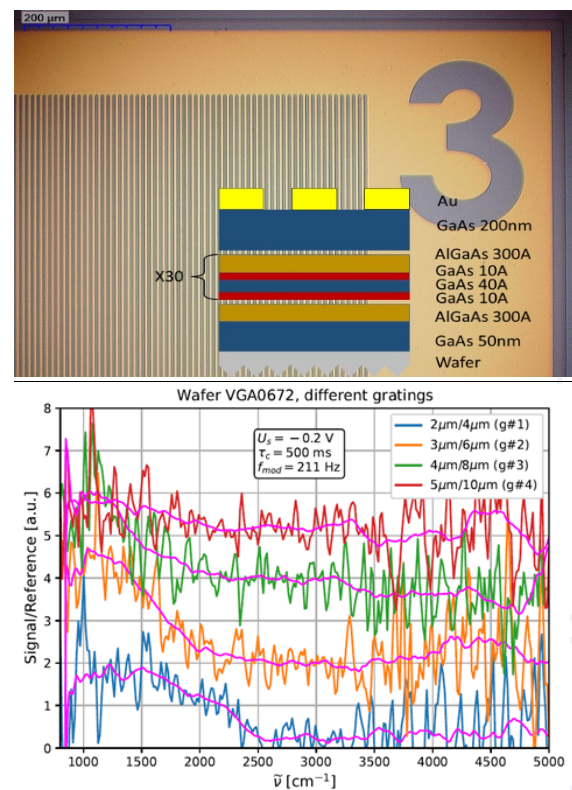 200 µm
3
Au
GaAs 200nm
AlGaAs 300A
GaAs 10A
X30
GaAs 40A
GaAs 10A
AlGaAs 300A
GaAs 50nm
Wafer
Wafer VGA0672, different gratings
8
7
6
5
4
3
2
1
0
Signal/Reference [a.u.]
U_s = −0.2 V
τ_c = 500 ms
f_mod = 211 Hz
2µm/4µm (g#1)
3µm/6µm (g#2)
4µm/8µm (g#3)
5µm/10µm (g#4)
1000 1500 2000 2500 3000 3500 4000 4500 5000
ν̃ [cm⁻¹]